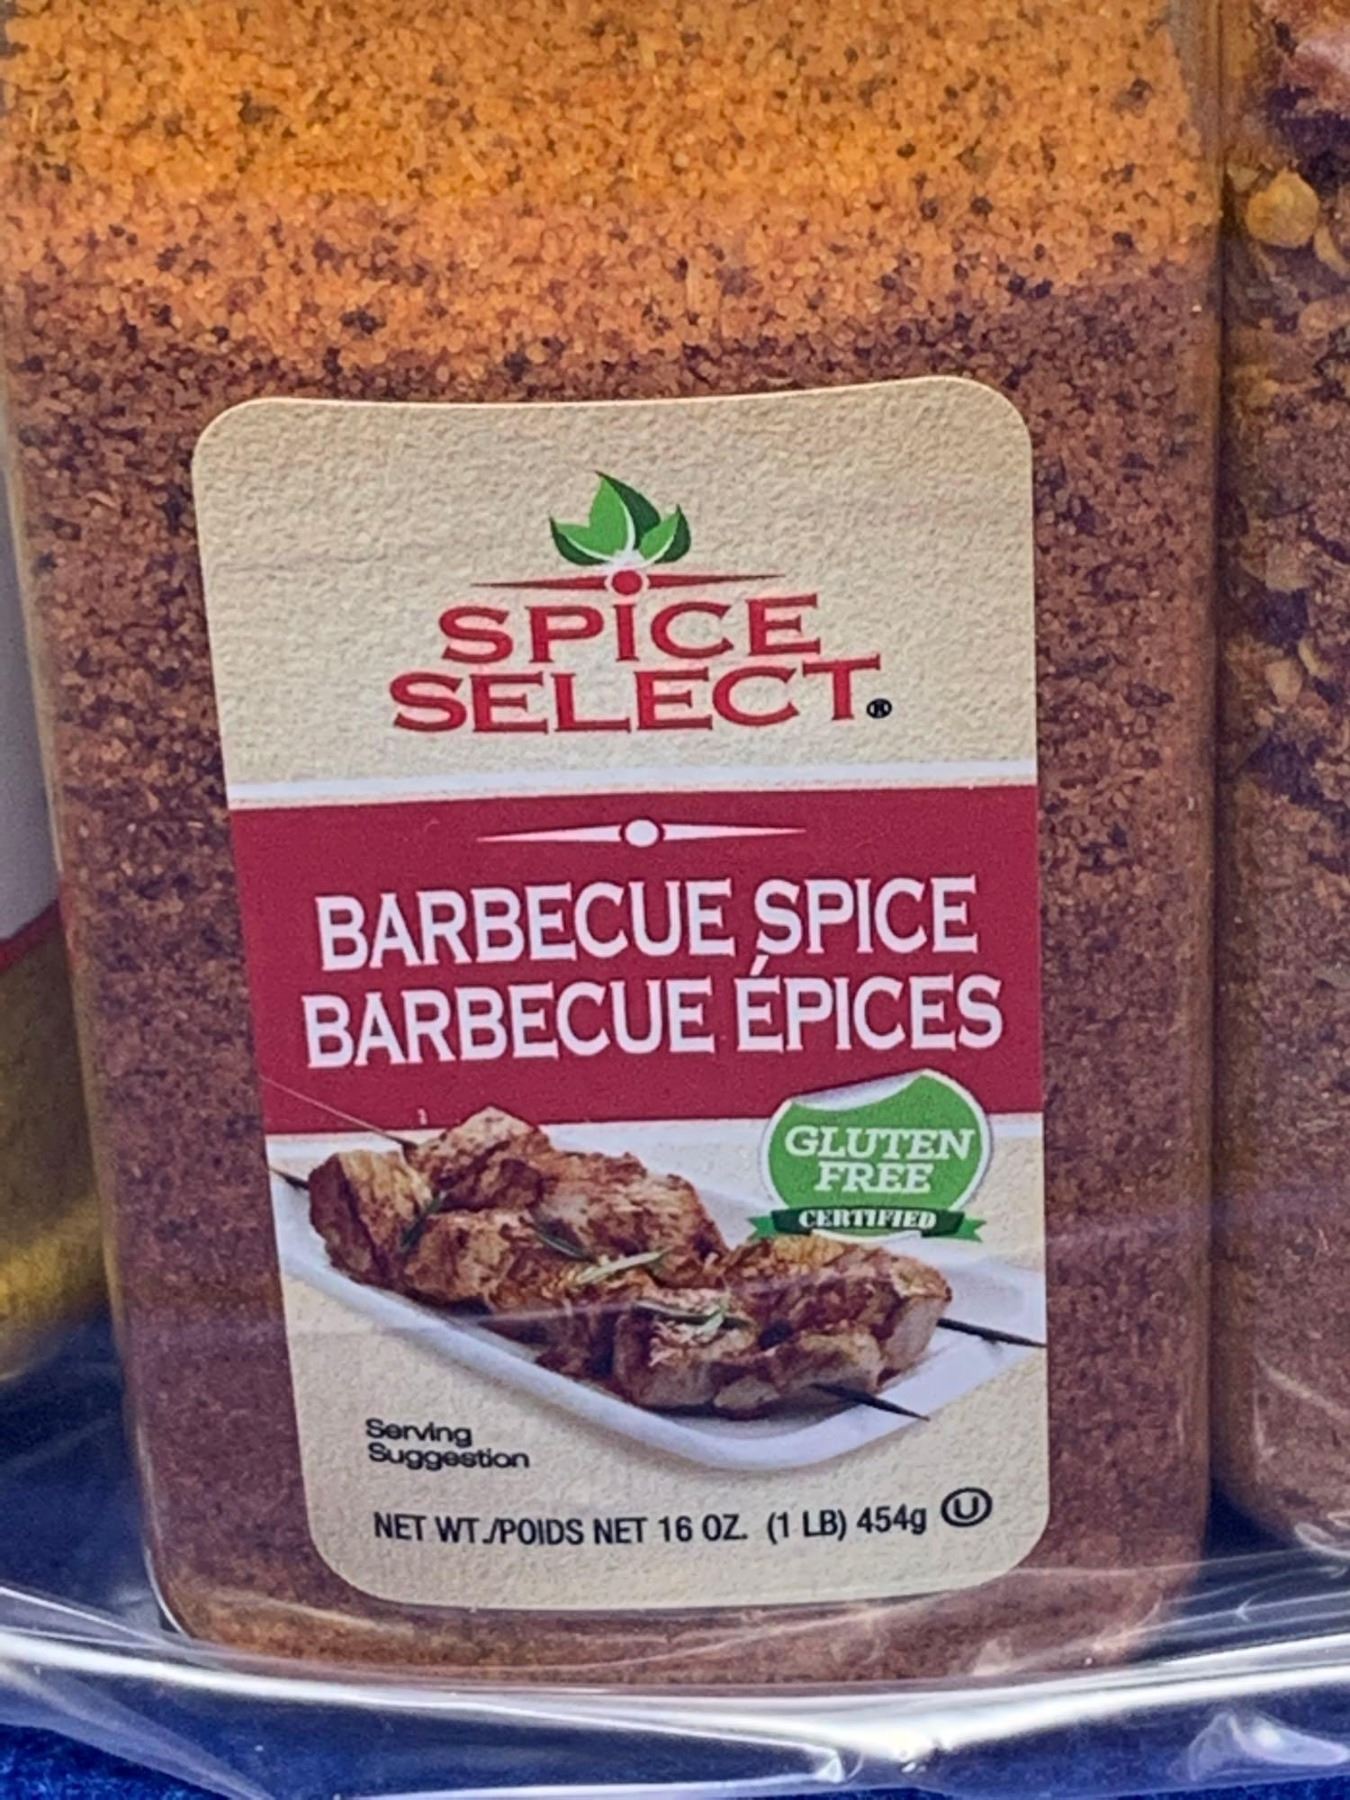 SPICE
SELECT®
BARBECUE SPICE
BARBECUE ÉPICES
GLUTEN
FREE
CERTIFIED
Serving
Suggestion
NET WT./POIDS NET 16 OZ. (1 LB) 454g Ⓤ